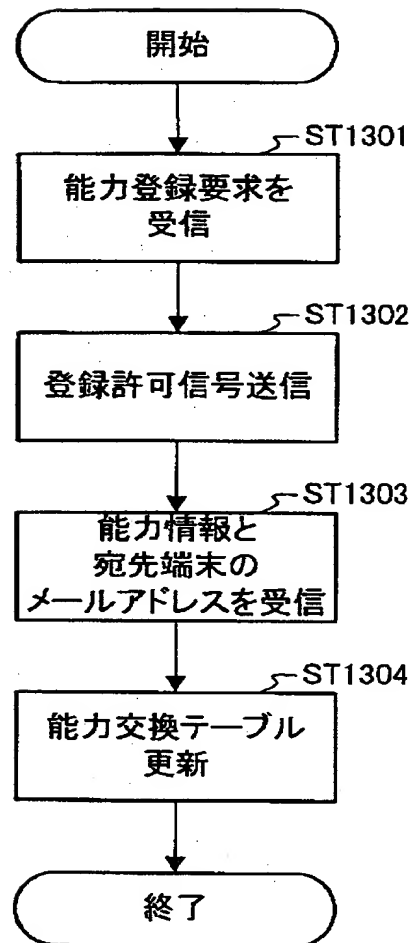 開始
ST1301
能力登録要求を
受信
ST1302
登録許可信号送信
ST1303
能力情報と
宛先端末の
メールアドレスを受信
ST1304
能力交換テーブル
更新
終了